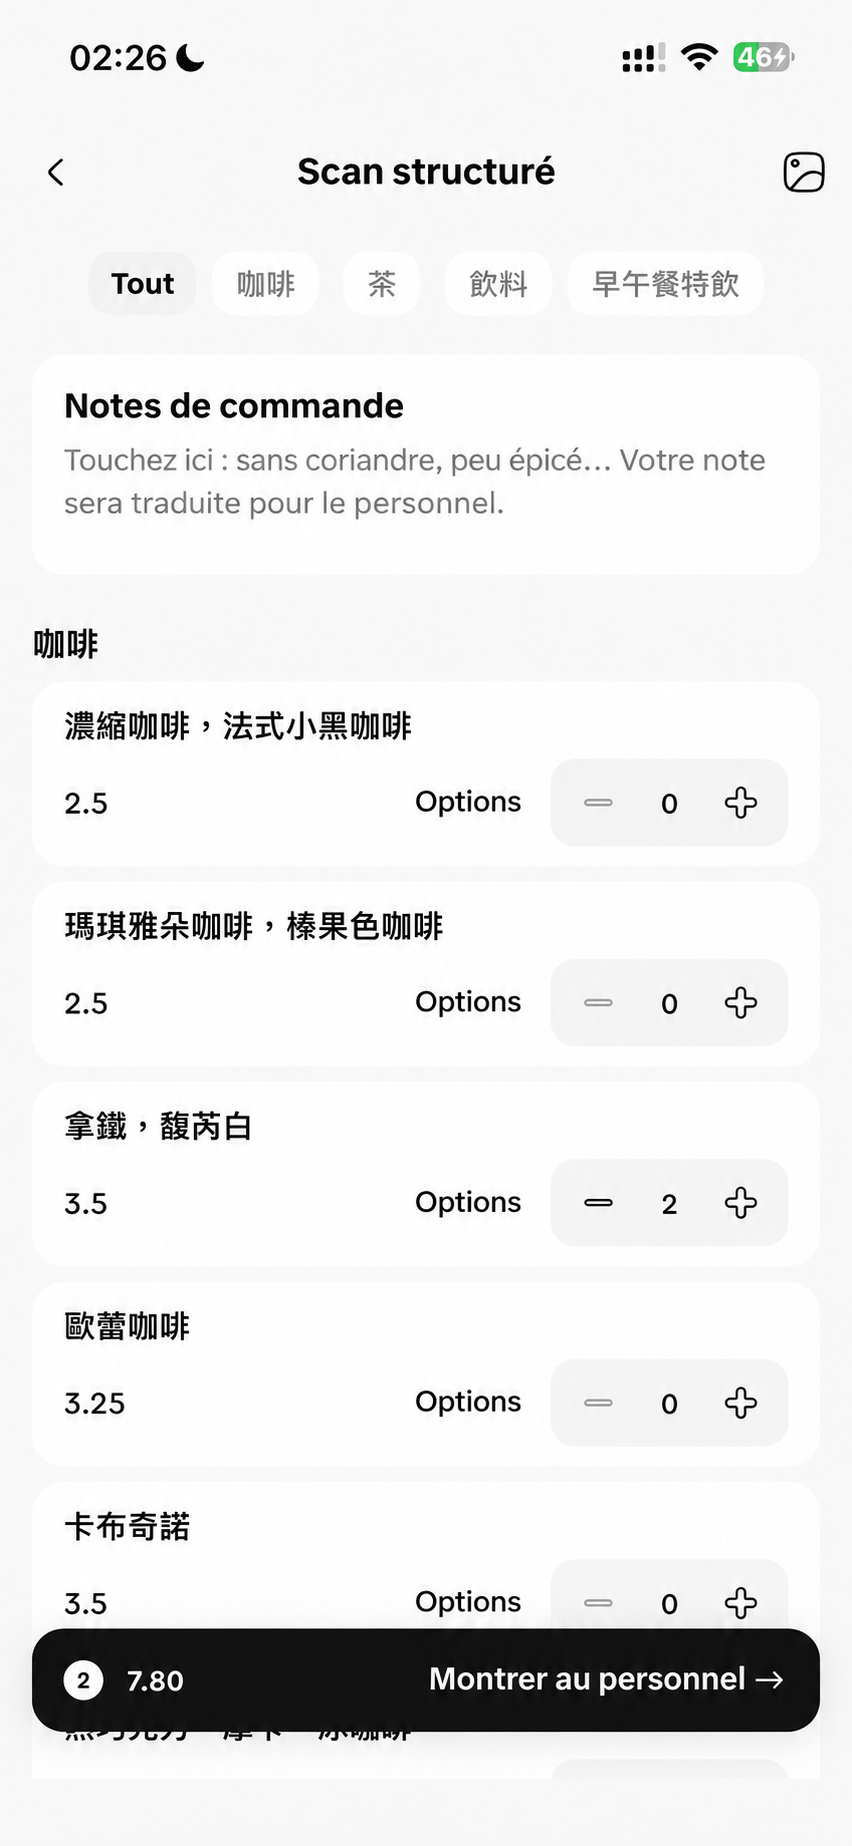 02:26
46
Scan structuré
Tout
咖啡
茶
飲料
早午餐特飲
Notes de commande
Touchez ici : sans coriandre, peu épicé... Votre note
sera traduite pour le personnel.
咖啡
濃縮咖啡，法式小黑咖啡
2.5 Options 0
瑪琪雅朵咖啡，榛果色咖啡
2.5 Options 0
拿鐵，馥芮白
3.5 Options 2
歐蕾咖啡
3.25 Options 0
卡布奇諾
3.5 Options 0
2 7.80 Montrer au personnel →